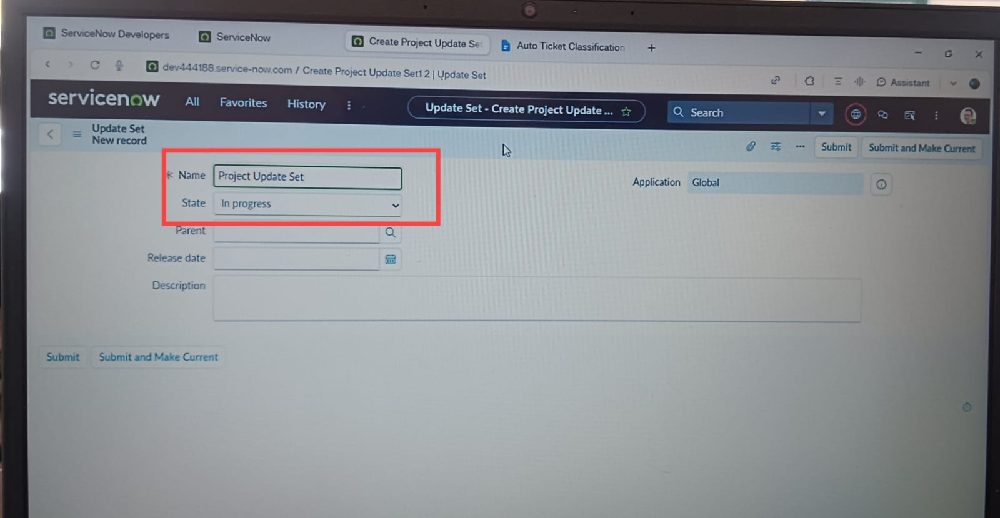 ServiceNow Developers
ServiceNow
Create Project Update Set
Auto Ticket Classification
dev444188.service-now.com / Create Project Update Set1 2 | Update Set
Assistant
servicenow
All
Favorites
History
Update Set - Create Project Update ...
Search
Update Set
New record
Submit
Submit and Make Current
* Name
Project Update Set
Application
Global
State
In progress
Parent
Release date
Description
Submit
Submit and Make Current